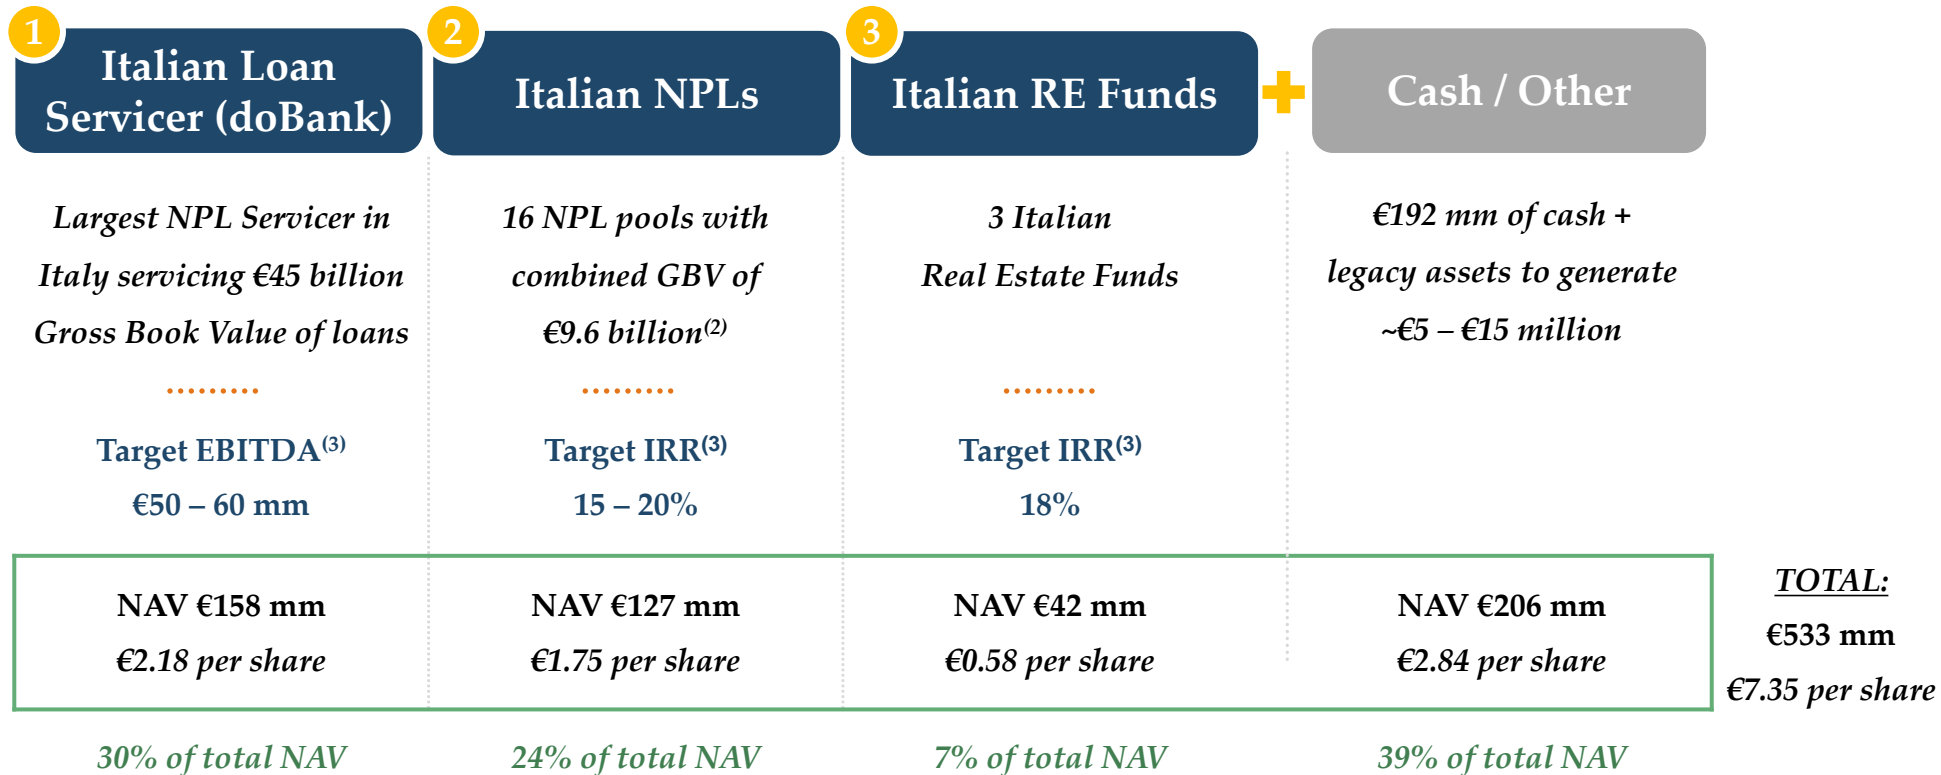 1
Italian Loan
Servicer (doBank)
Largest NPL Servicer in
Italy servicing €45 billion
Gross Book Value of loans
Target EBITDA(3)
€50 – 60 mm
NAV €158 mm
€2.18 per share
30% of total NAV
2
Italian NPLs
16 NPL pools with
combined GBV of
€9.6 billion(2)
Target IRR(3)
15 – 20%
NAV €127 mm
€1.75 per share
24% of total NAV
3
Italian RE Funds
3 Italian
Real Estate Funds
Target IRR(3)
18%
NAV €42 mm
€0.58 per share
7% of total NAV
Cash / Other
€192 mm of cash +
legacy assets to generate
~€5 – €15 million
NAV €206 mm
€2.84 per share
39% of total NAV
TOTAL:
€533 mm
€7.35 per share